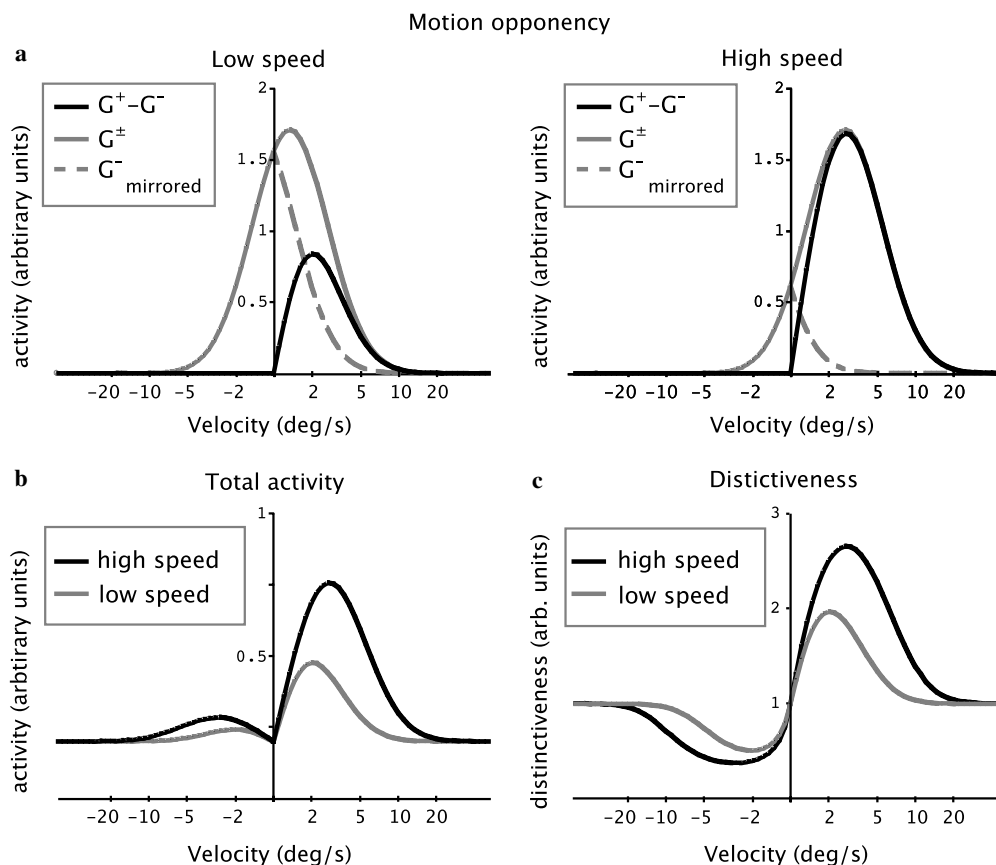 Motion opponency
a
Low speed
High speed
G⁺–G⁻
G±
G⁻ mirrored
activity (arbtirary units)
2
1.5
1
0.5
-20 -10 -5 -2 2 5 10 20
Velocity (deg/s)
G⁺–G⁻
G±
G⁻ mirrored
activity (arbtirary units)
2
1.5
1
0.5
-20 -10 -5 -2 2 5 10 20
Velocity (deg/s)
b
Total activity
high speed
low speed
activity (arbtirary units)
1
0.5
-20 -10 -5 -2 2 5 10 20
Velocity (deg/s)
c
Distictiveness
high speed
low speed
distinctiveness (arb. units)
3
2
1
-20 -10 -5 -2 2 5 10 20
Velocity (deg/s)